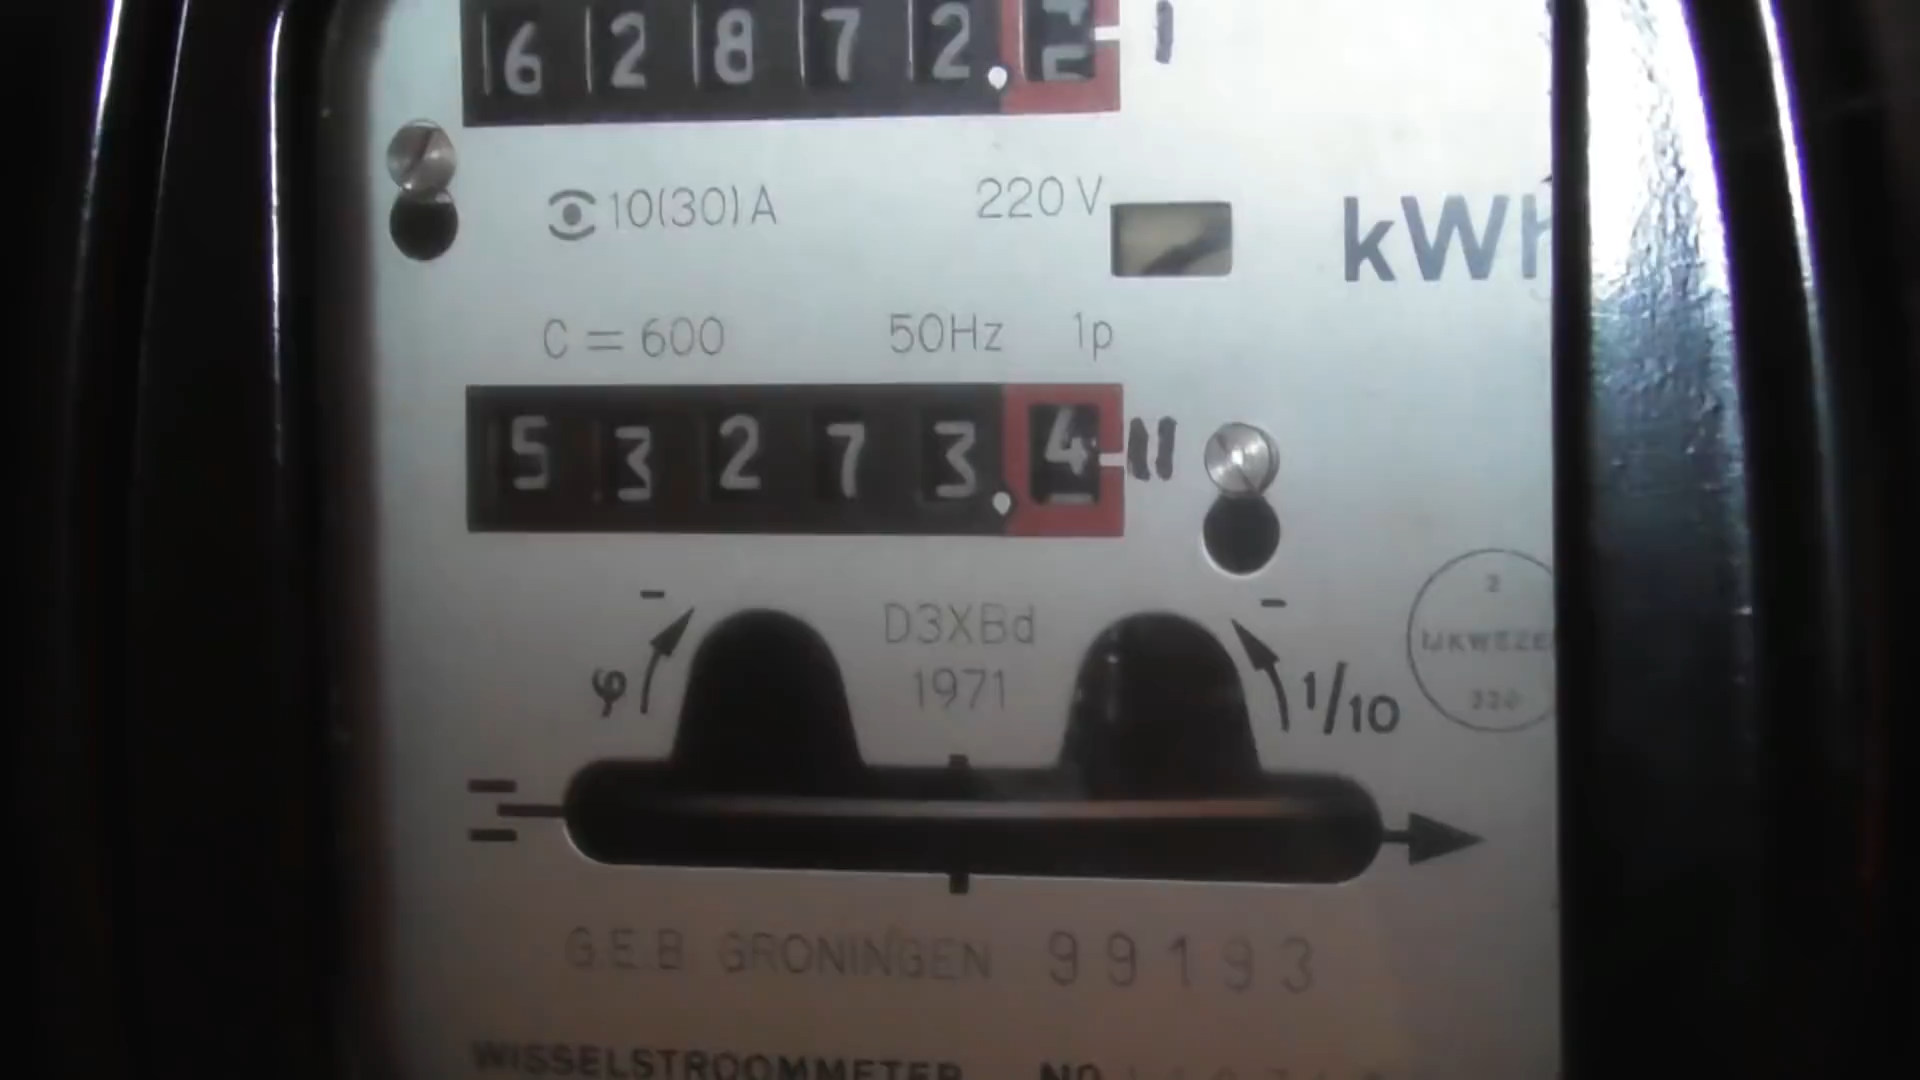 62872. I
10(30) A 220 V
kWh
C = 600 50Hz 1p
53273.4 II
D3XBd
1971
φ 1/10
2
IJKWEZEN
320
G.E.B. GRONINGEN 99193
WISSELSTROOMMETER NO